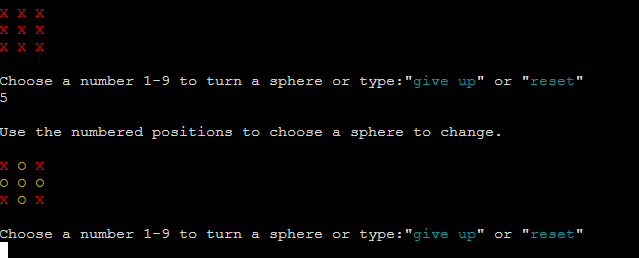 x x x
x x x
x x x
Choose a number 1-9 to turn a sphere or type:"give up" or "reset"
5
Use the numbered positions to choose a sphere to change.
x o x
o o o
x o x
Choose a number 1-9 to turn a sphere or type:"give up" or "reset"